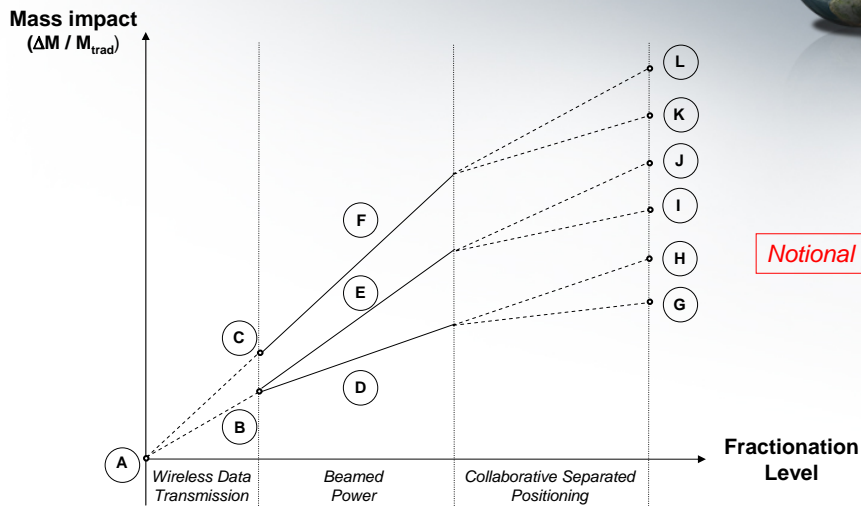 Mass impact
(ΔM / Mtrad)
L
K
J
F
I
Notional
H
E
G
C
D
B
A
Fractionation
Level
Wireless Data
Transmission
Beamed
Power
Collaborative Separated
Positioning